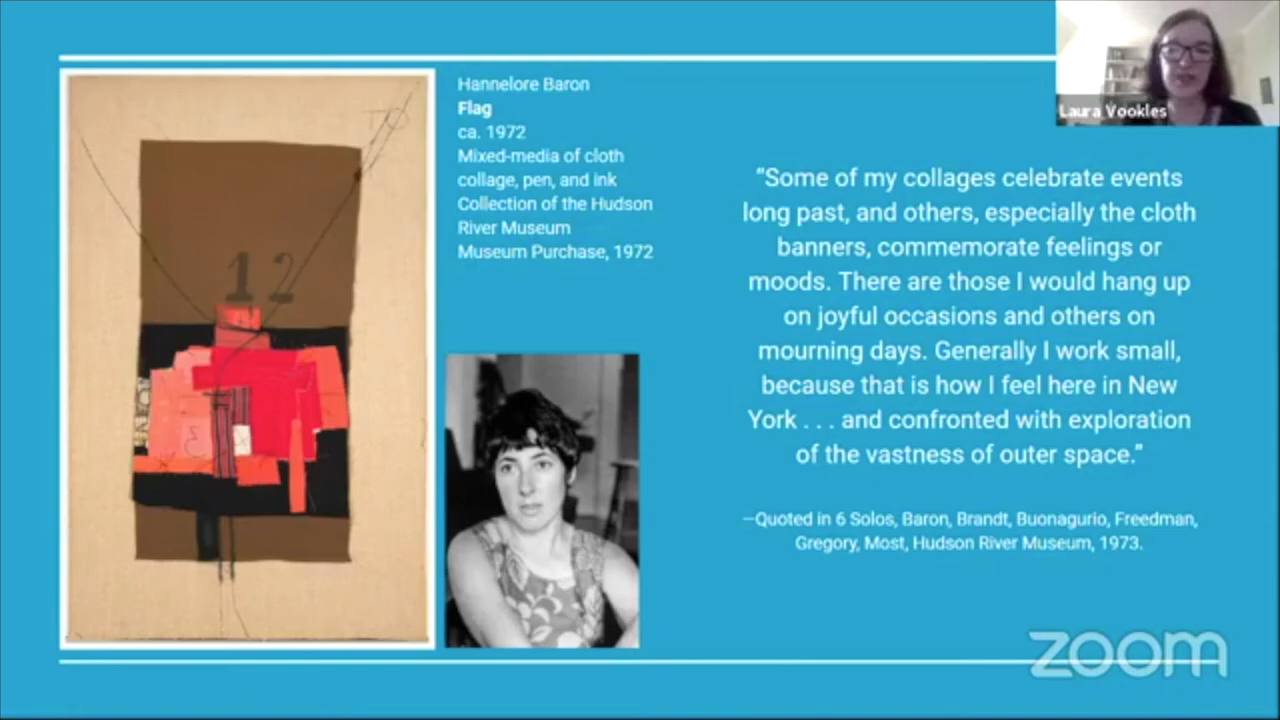 Hannelore Baron
Flag
ca. 1972
Mixed-media of cloth
collage, pen, and ink
Collection of the Hudson
River Museum
Museum Purchase, 1972
12
3
Laura Vookles
“Some of my collages celebrate events
long past, and others, especially the cloth
banners, commemorate feelings or
moods. There are those I would hang up
on joyful occasions and others on
mourning days. Generally I work small,
because that is how I feel here in New
York . . . and confronted with exploration
of the vastness of outer space.”
—Quoted in 6 Solos, Baron, Brandt, Buonagurio, Freedman,
Gregory, Most, Hudson River Museum, 1973.
zoom